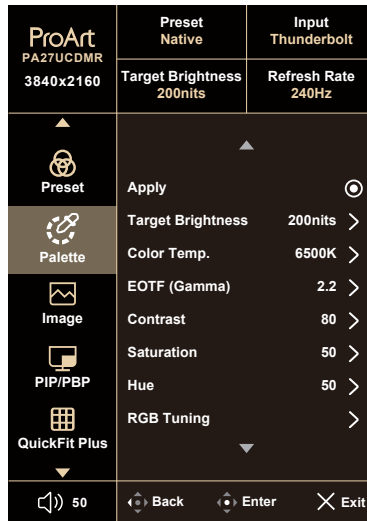 ProArt
PA27UCDMR
3840x2160
Preset
Native
Input
Thunderbolt
Target Brightness
200nits
Refresh Rate
240Hz
Preset
Palette
Image
PIP/PBP
QuickFit Plus
Apply
Target Brightness 200nits
Color Temp. 6500K
EOTF (Gamma) 2.2
Contrast 80
Saturation 50
Hue 50
RGB Tuning
50
Back Enter Exit